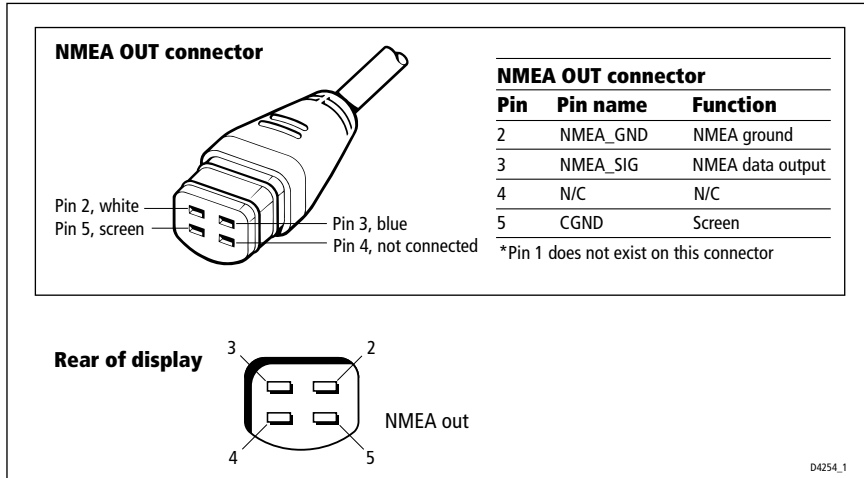 NMEA OUT connector
Pin 2, white
Pin 5, screen
Pin 3, blue
Pin 4, not connected
NMEA OUT connector
Pin Pin name Function
2 NMEA_GND NMEA ground
3 NMEA_SIG NMEA data output
4 N/C N/C
5 CGND Screen
*Pin 1 does not exist on this connector
Rear of display
3 2
NMEA out
4 5
D4254_1